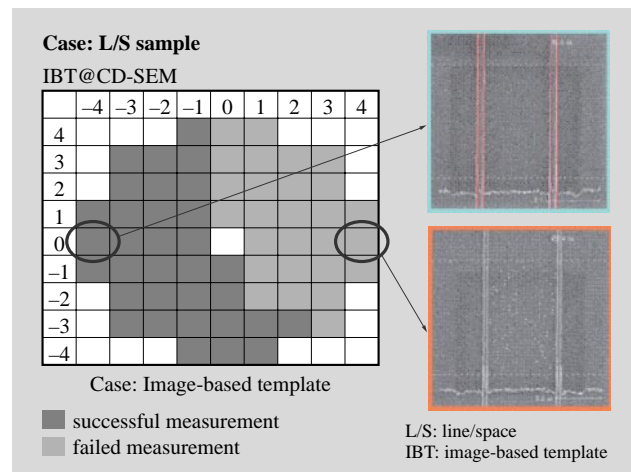 Case: L/S sample
IBT@CD-SEM
–4 –3 –2 –1 0 1 2 3 4
4
3
2
1
0
–1
–2
–3
–4
Case: Image-based template
successful measurement
failed measurement
L/S: line/space
IBT: image-based template